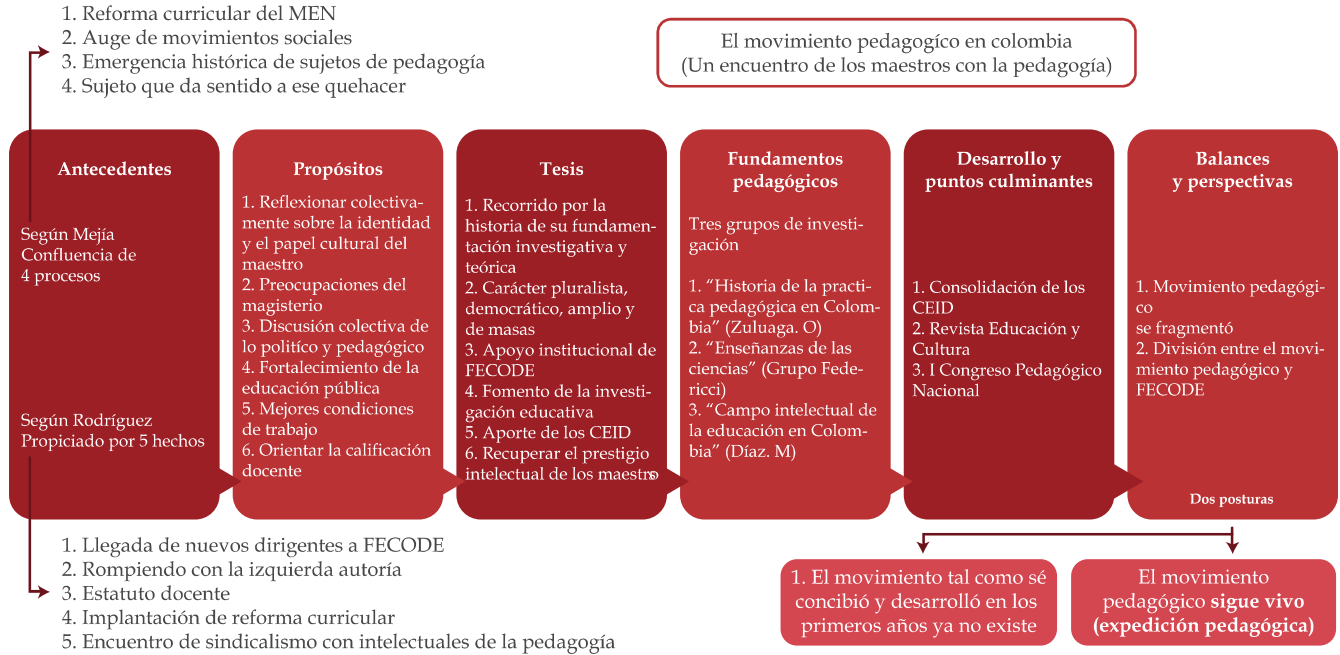 1. Reforma curricular del MEN
2. Auge de movimientos sociales
3. Emergencia histórica de sujetos de pedagogía
4. Sujeto que da sentido a ese quehacer
El movimiento pedagogíco en colombia
(Un encuentro de los maestros con la pedagogía)
Antecedentes
Según Mejía
Confluencia de
4 procesos
Según Rodríguez
Propiciado por 5 hechos
Propósitos
1. Reflexionar colectiva-
mente sobre la identidad
y el papel cultural del
maestro
2. Preocupaciones del
magisterio
3. Discusión colectiva de
lo politíco y pedagógico
4. Fortalecimiento de la
educación pública
5. Mejores condiciones
de trabajo
6. Orientar la calificación
docente
Tesis
1. Recorrido por la
historia de su fundamen-
tación investigativa y
teórica
2. Carácter pluralista,
democrático, amplio y
de masas
3. Apoyo institucional de
FECODE
4. Fomento de la investi-
gación educativa
5. Aporte de los CEID
6. Recuperar el prestigio
intelectual de los maestros
Fundamentos
pedagógicos
Tres grupos de investi-
gación
1. “Historia de la practica
pedagógica en Colom-
bia” (Zuluaga. O)
2. “Enseñanzas de las
ciencias” (Grupo Fede-
ricci)
3. “Campo intelectual de
la educación en Colom-
bia” (Díaz. M)
Desarrollo y
puntos culminantes
1. Consolidación de los
CEID
2. Revista Educación y
Cultura
3. I Congreso Pedagógico
Nacional
Balances
y perspectivas
1. Movimiento pedagógi-
co
se fragmentó
2. División entre el movi-
miento pedagógico y
FECODE
Dos posturas
1. Llegada de nuevos dirigentes a FECODE
2. Rompiendo con la izquierda autoría
3. Estatuto docente
4. Implantación de reforma curricular
5. Encuentro de sindicalismo con intelectuales de la pedagogía
1. El movimiento tal como sé
concibió y desarrolló en los
primeros años ya no existe
El movimiento
pedagógico sigue vivo
(expedición pedagógica)